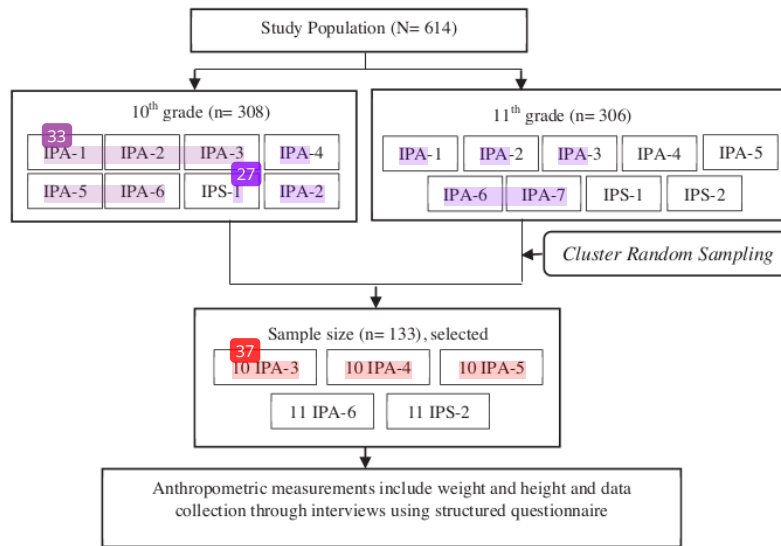 Study Population (N= 614)
10th grade (n= 308)
33
IPA-1 IPA-2 IPA-3 IPA-4
27
IPA-5 IPA-6 IPS-1 IPA-2
11th grade (n= 306)
IPA-1 IPA-2 IPA-3 IPA-4 IPA-5
IPA-6 IPA-7 IPS-1 IPS-2
Cluster Random Sampling
Sample size (n= 133), selected
37
10 IPA-3 10 IPA-4 10 IPA-5
11 IPA-6 11 IPS-2
Anthropometric measurements include weight and height and data
collection through interviews using structured questionnaire